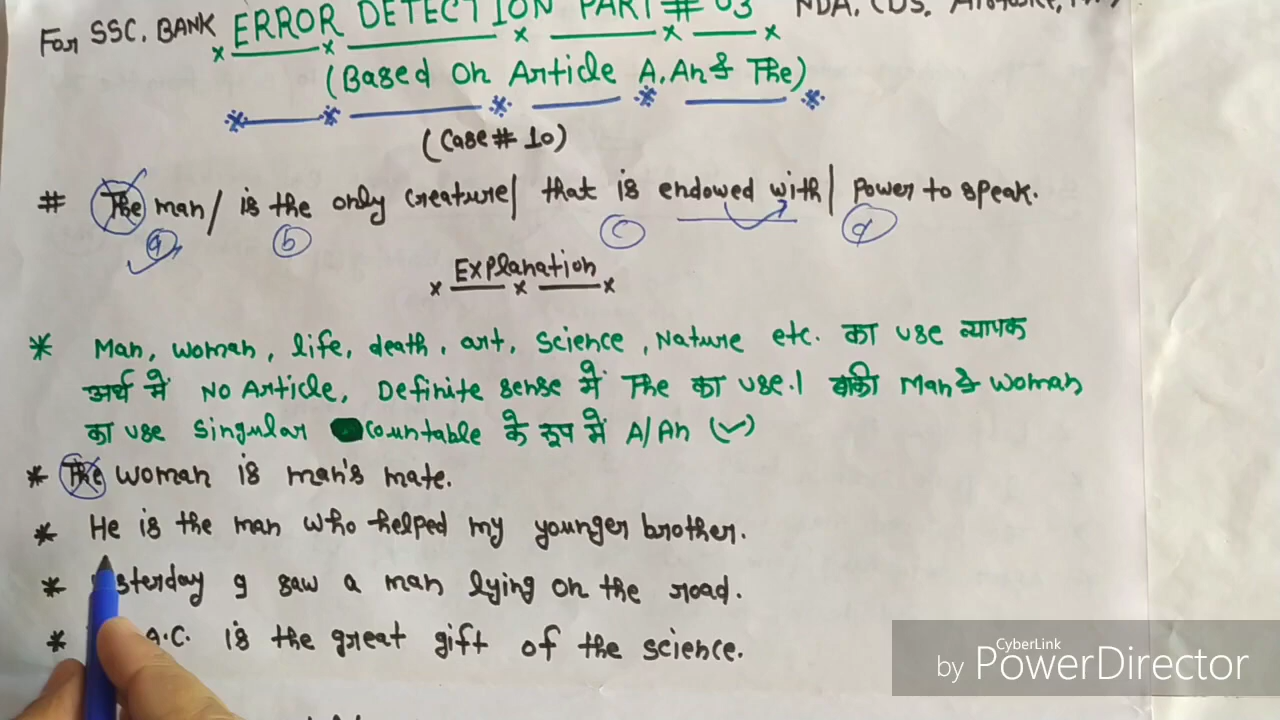 For SSC, BANK ERROR DETECTION PART # 03 NDA, CDS,
(Based On Article A, An & The)
(Case # 10)
# The man / is the only creature / that is endowed with / Power to speak.
a b c d
Explanation
* Man, woman, life, death, art, Science, Nature etc. का use व्यापक
अर्थ में No Article, Definite sense में The का use. । बाकी Man & woman
का use singular Countable के रूप में A/An (✓)
* The woman is man's mate.
* He is the man who helped my younger brother.
* Yesterday I saw a man lying on the road.
* is the great gift of the science.
CyberLink
by PowerDirector